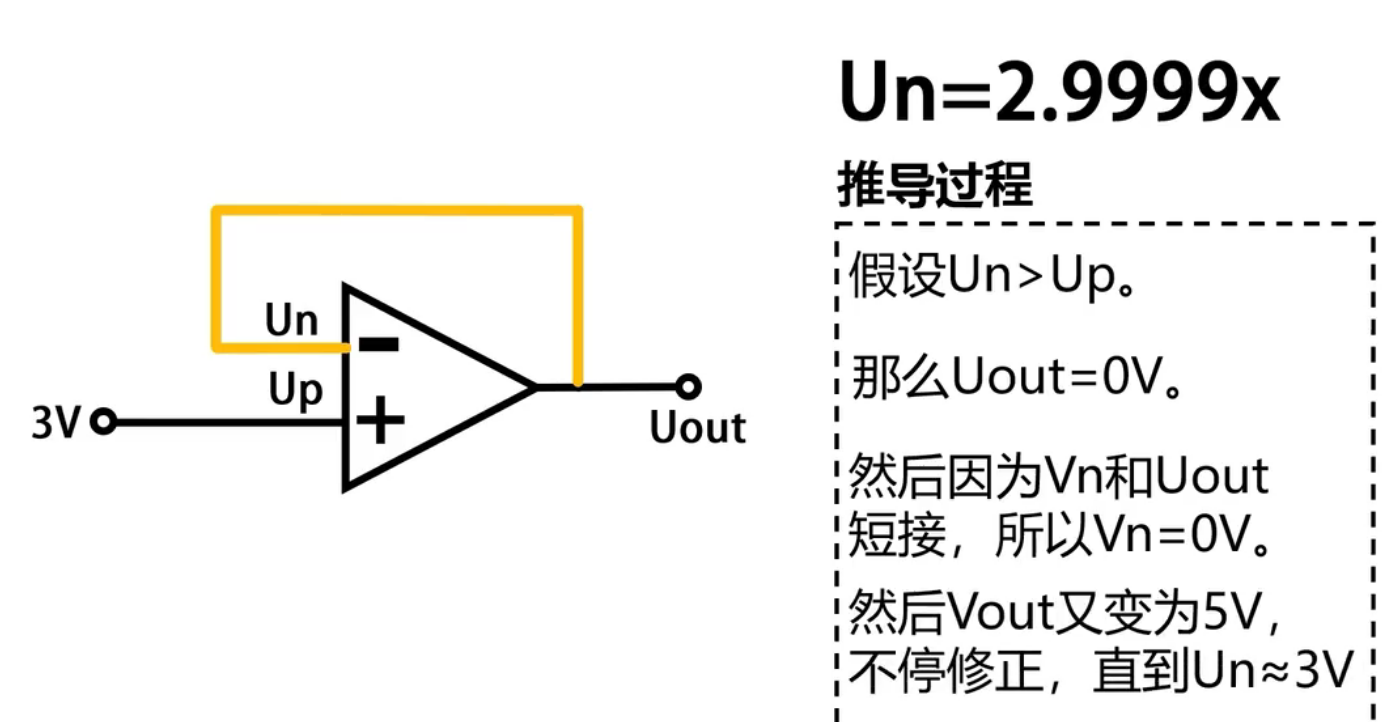 Un=2.9999x
推导过程
假设Un>Up。
那么Uout=0V。
然后因为Vn和Uout
短接，所以Vn=0V。
然后Vout又变为5V，
不停修正，直到Un≈3V
Un
−
Up
3V
+
Uout